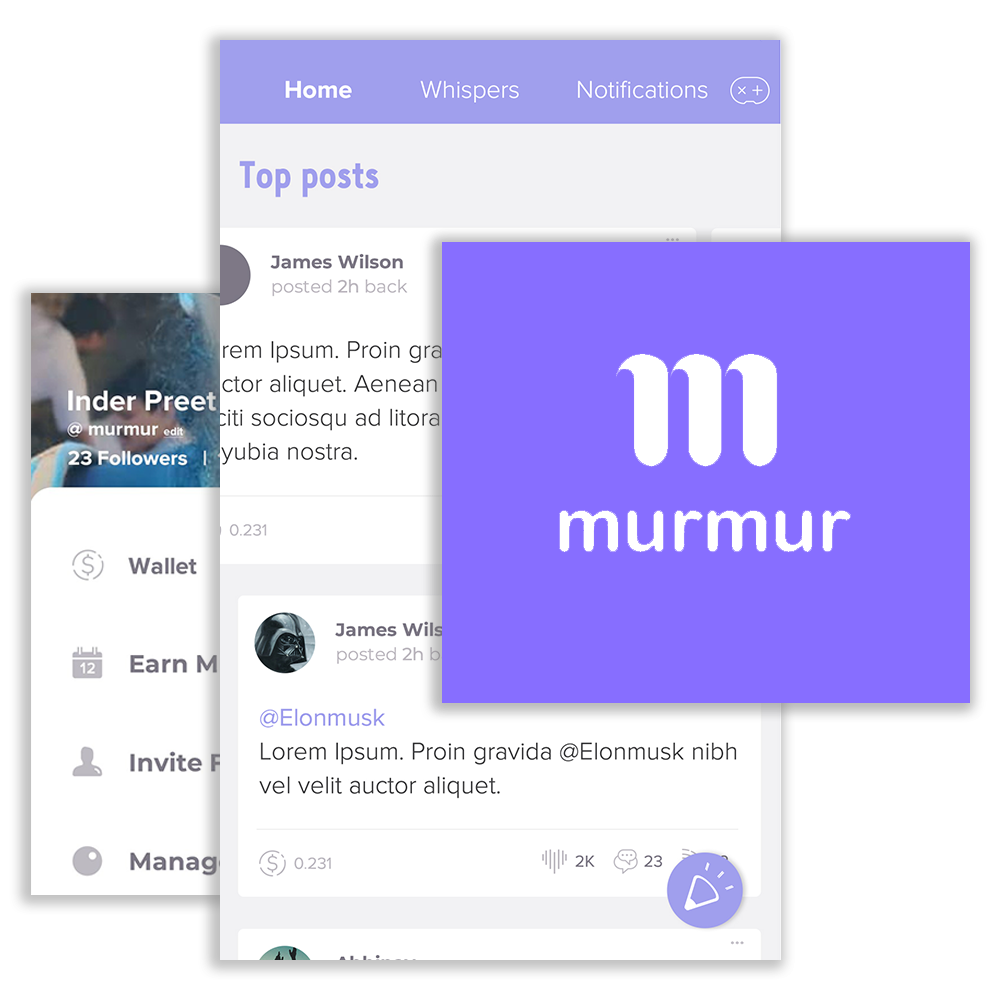 Home Whispers Notifications
Top posts
James Wilson
posted 2h back
rem Ipsum. Proin gra
ctor aliquet. Aenean
citi sociosqu ad litora
yubia nostra.
0.231
Inder Preet
@ murmur edit
23 Followers |
Wallet
12
Earn M
Invite F
Manag
m
murmur
James Wils
posted 2h b
@Elonmusk
Lorem Ipsum. Proin gravida @Elonmusk nibh
vel velit auctor aliquet.
$ 0.231 2K 23